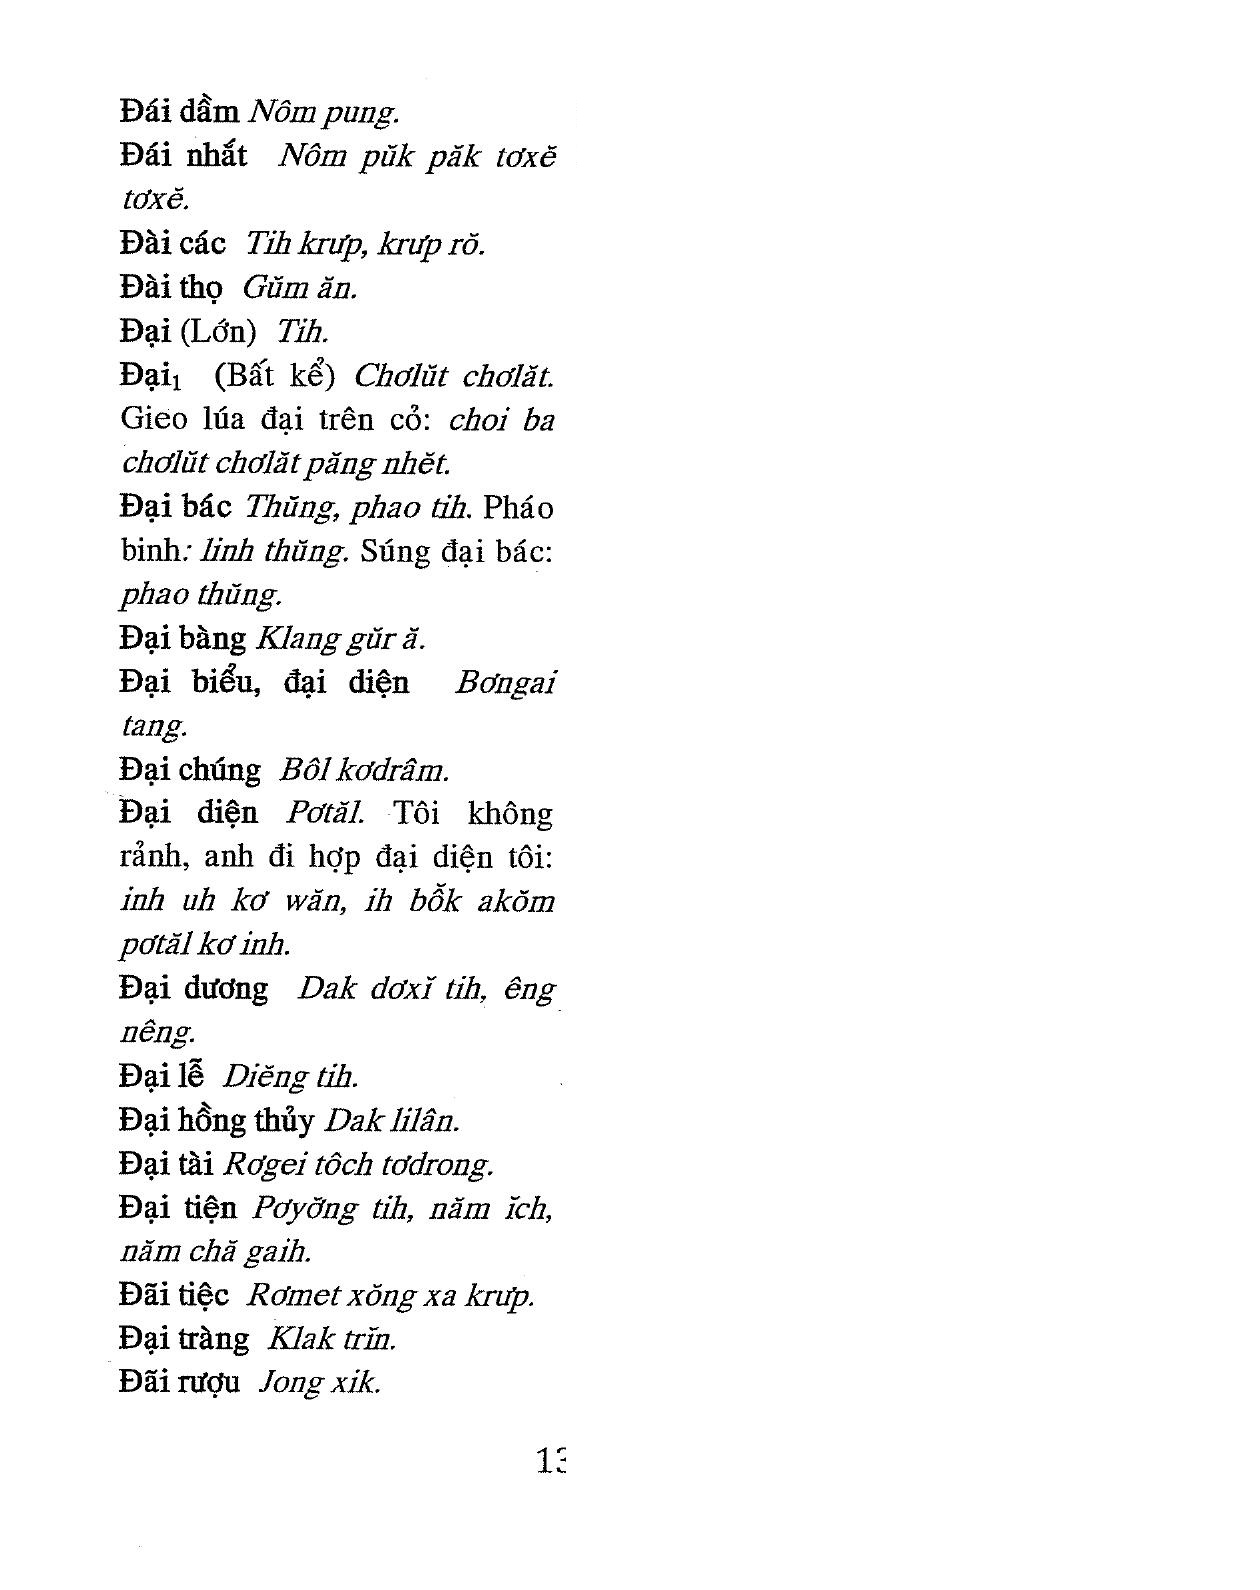 Đái dầm Nôm pung.
Đái nhắt Nôm pŭk păk tơxĕ
tơxĕ.
Đài các Tih krưp, krưp rŏ.
Đài thọ Gŭm ăn.
Đại (Lớn) Tih.
Đại₁ (Bất kể) Chơlŭt chơlăt.
Gieo lúa đại trên cỏ: choi ba
chơlŭt chơlăt păng nhĕt.
Đại bác Thŭng, phao tih. Pháo
binh: linh thŭng. Súng đại bác:
phao thŭng.
Đại bàng Klang gŭr ă.
Đại biểu, đại diện Bơngai
tang.
Đại chúng Bôl kơdrâm.
Đại diện Pơtăl. Tôi không
rảnh, anh đi hợp đại diện tôi:
inh uh kơ wăn, ih bô̆k akŏm
pơtăl kơ inh.
Đại dương Dak dơxĭ tih, êng
nêng.
Đại lễ Diĕng tih.
Đại hồng thủy Dak lilân.
Đại tài Rơgei tôch tơdrong.
Đại tiện Pơyơ̆ng tih, năm ĭch,
năm chă gaih.
Đãi tiệc Rơmet xŏng xa krưp.
Đại tràng Klak trĭn.
Đãi rượu Jong xik.